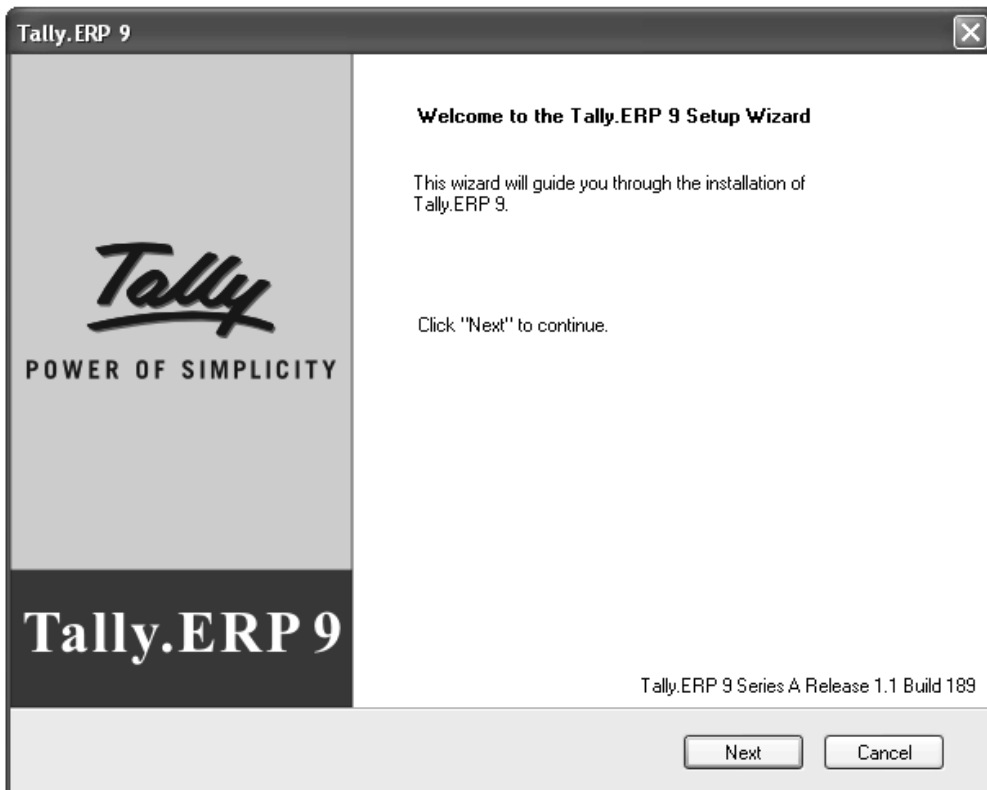 Tally.ERP 9
Welcome to the Tally.ERP 9 Setup Wizard
This wizard will guide you through the installation of
Tally.ERP 9.
Click "Next" to continue.
Tally
POWER OF SIMPLICITY
Tally.ERP 9
Tally.ERP 9 Series A Release 1.1 Build 189
Next
Cancel